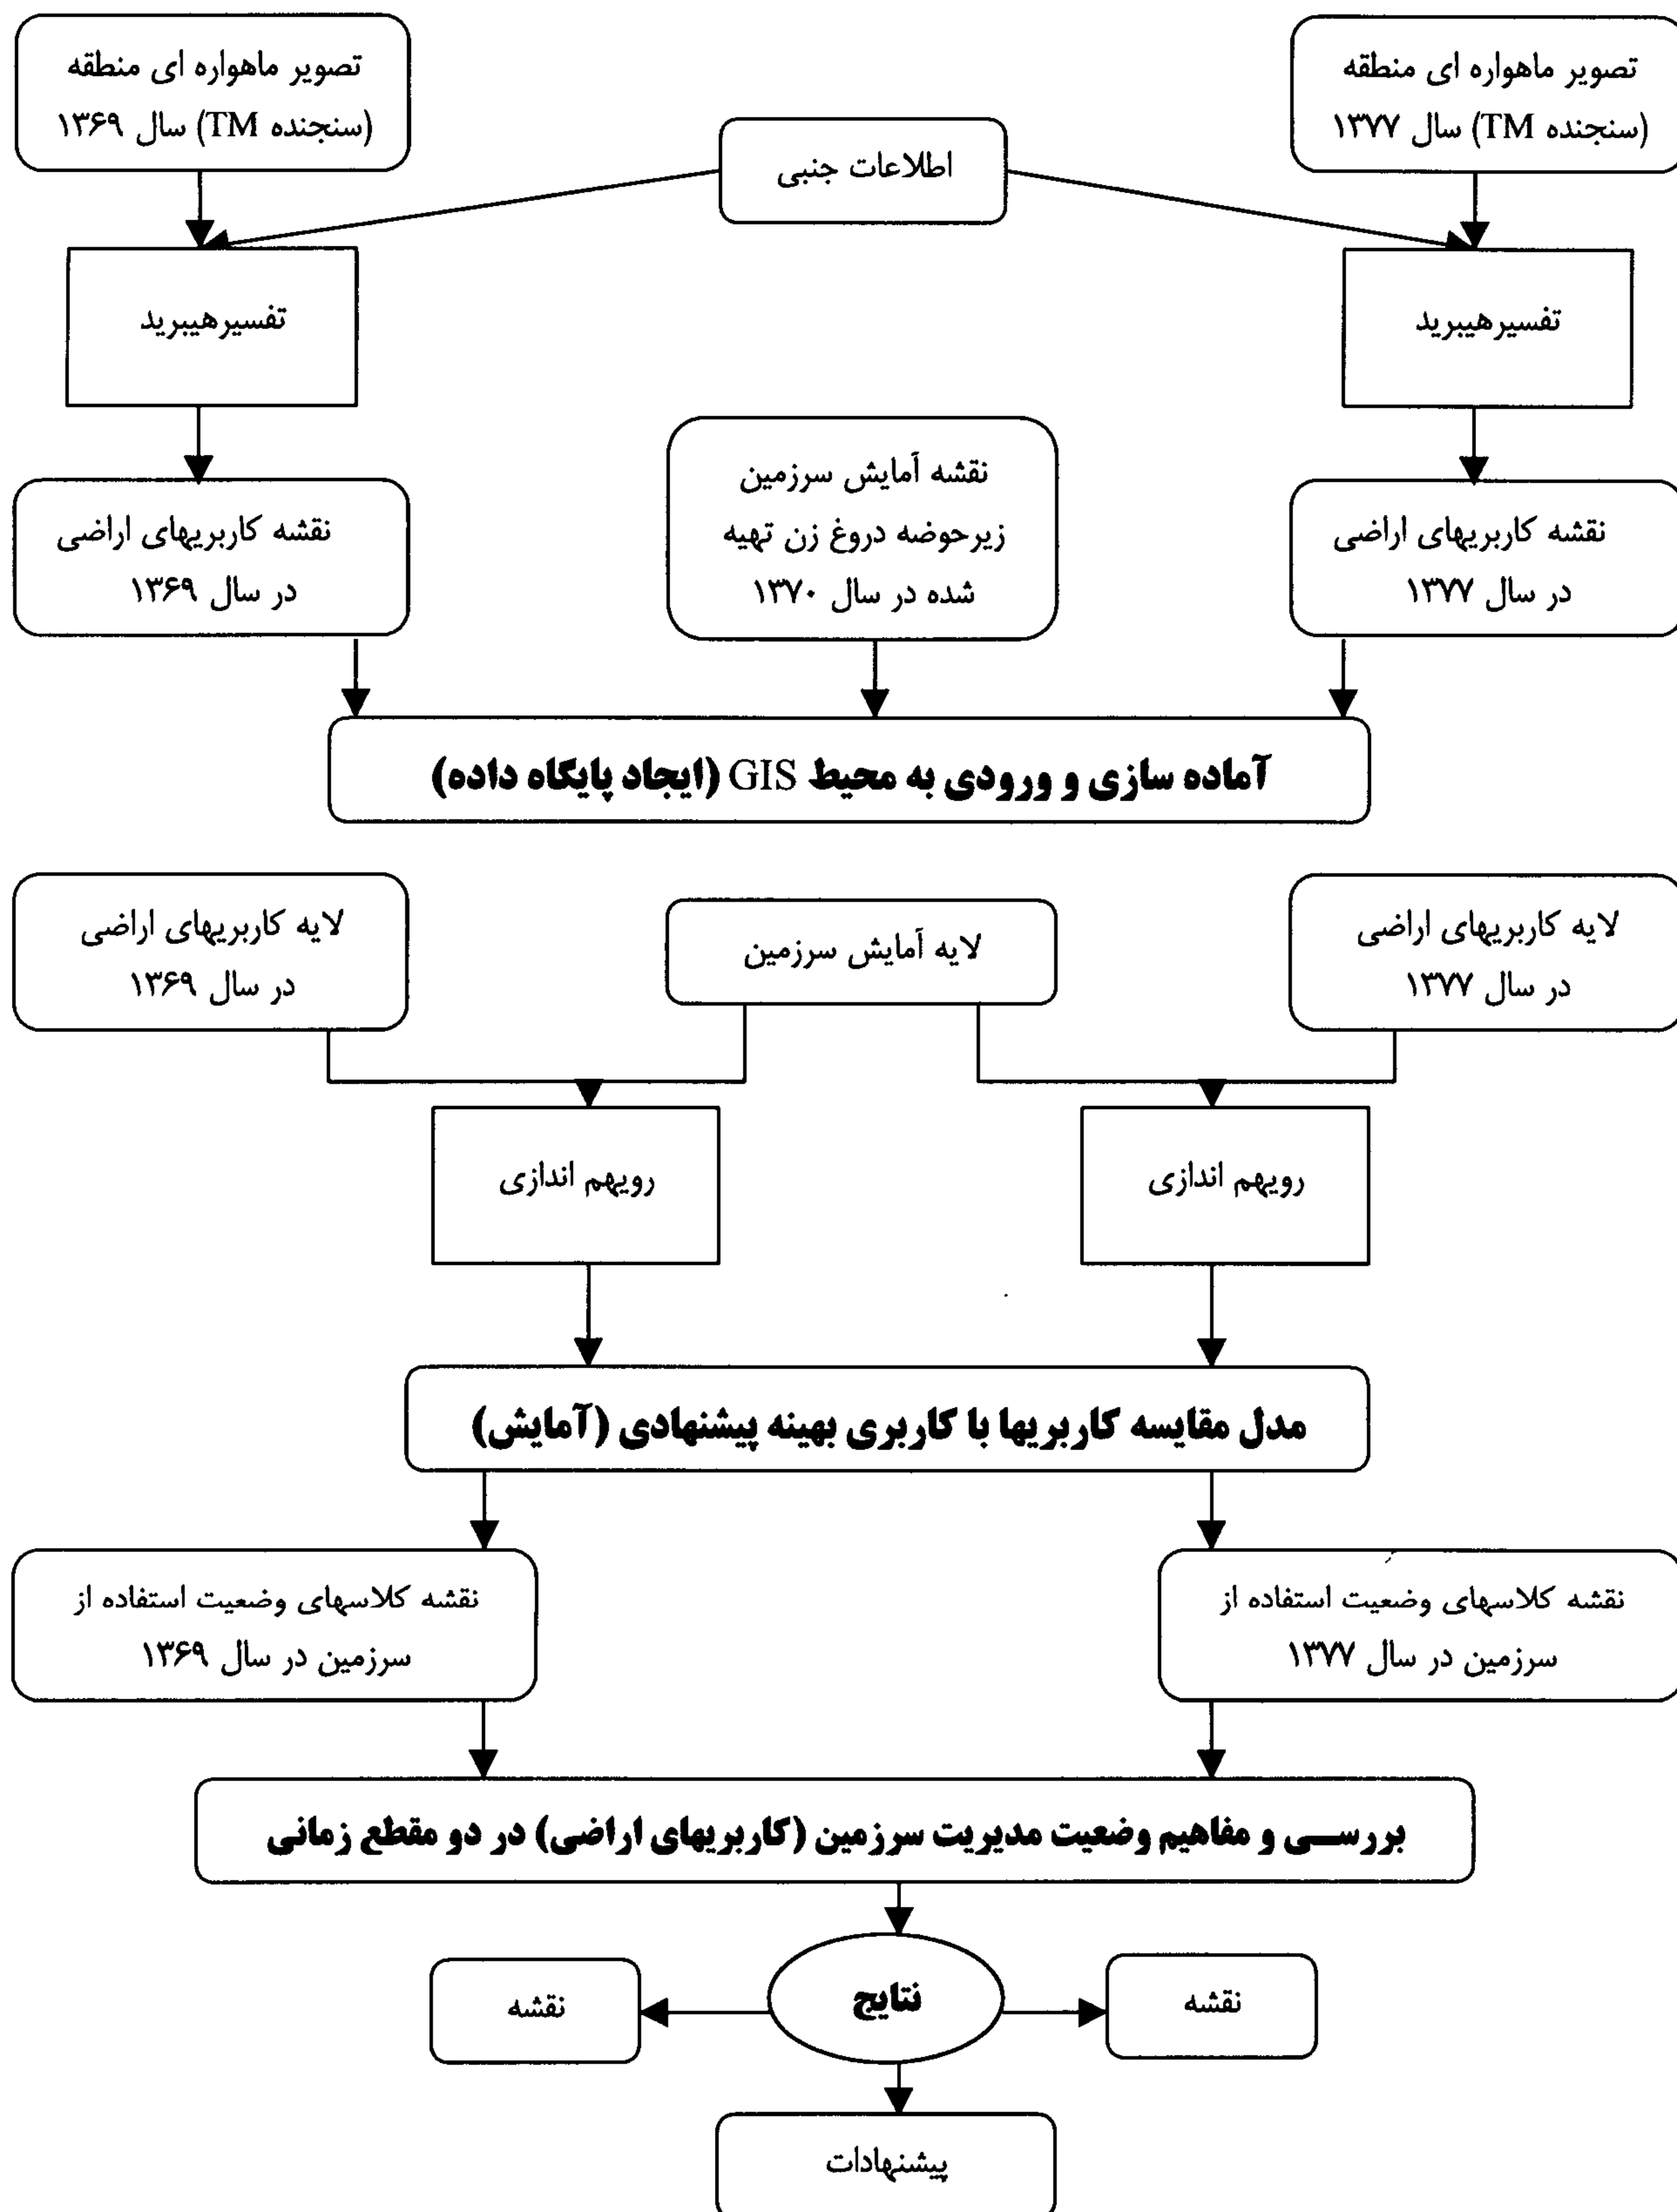 تصویر ماهواره ای منطقه
(سنجنده TM) سال ۱۳۷۷
اطلاعات جنبی
تصویر ماهواره ای منطقه
(سنجنده TM) سال ۱۳۶۹
تفسیرهیبرید
تفسیرهیبرید
نقشه کاربریهای اراضی
در سال ۱۳۷۷
نقشه آمایش سرزمین
زیرحوضه دروغ زن تهیه
شده در سال ۱۳۷۰
نقشه کاربریهای اراضی
در سال ۱۳۶۹
آماده سازی و ورودی به محیط GIS (ایجاد پایگاه داده)
لایه کاربریهای اراضی
در سال ۱۳۷۷
لایه آمایش سرزمین
لایه کاربریهای اراضی
در سال ۱۳۶۹
رویهم اندازی
رویهم اندازی
مدل مقایسه کاربریها با کاربری بهینه پیشنهادی (آمایش)
نقشه کلاسهای وضعیت استفاده از
سرزمین در سال ۱۳۷۷
نقشه کلاسهای وضعیت استفاده از
سرزمین در سال ۱۳۶۹
بررســی و مفاهیم وضعیت مدیریت سرزمین (کاربریهای اراضی) در دو مقطع زمانی
نقشه
نتایج
نقشه
پیشنهادات